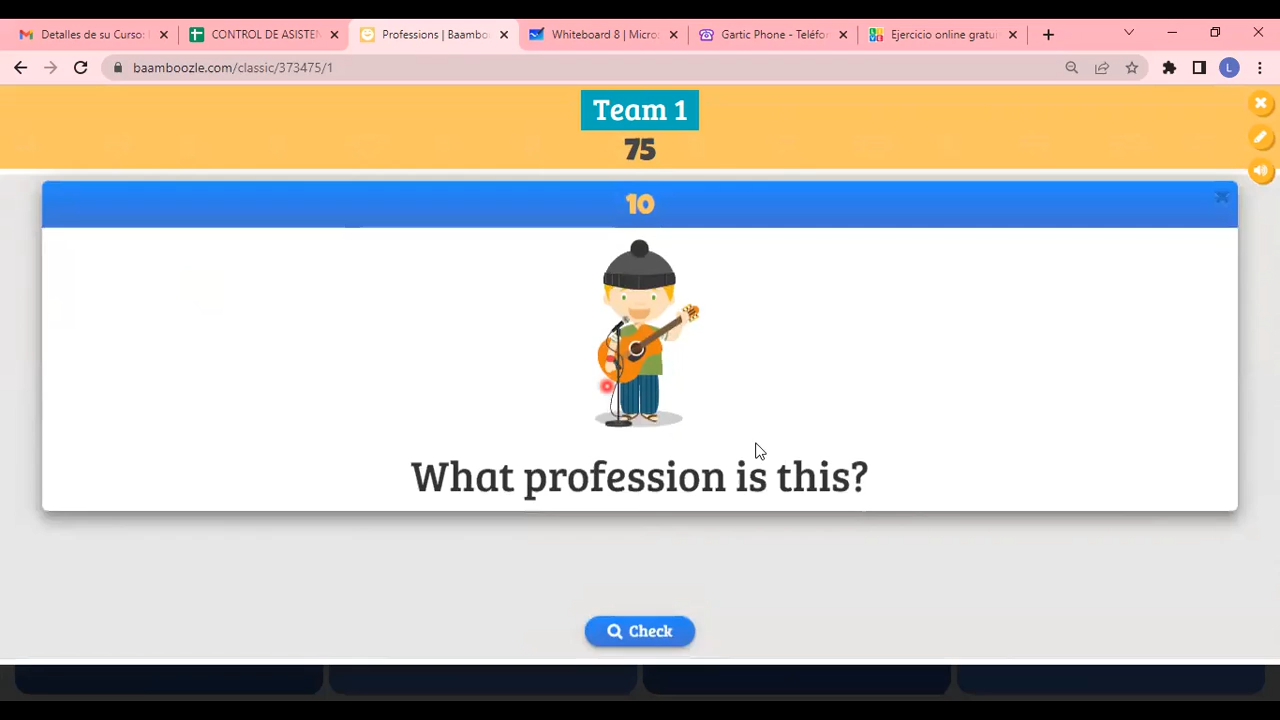 Detalles de su Curso:
CONTROL DE ASISTEN
Professions | Baambo
Whiteboard 8 | Micro
Gartic Phone - Teléfo
Ejercicio online gratu
baamboozle.com/classic/373475/1
L
Team 1
75
10
What profession is this?
Check